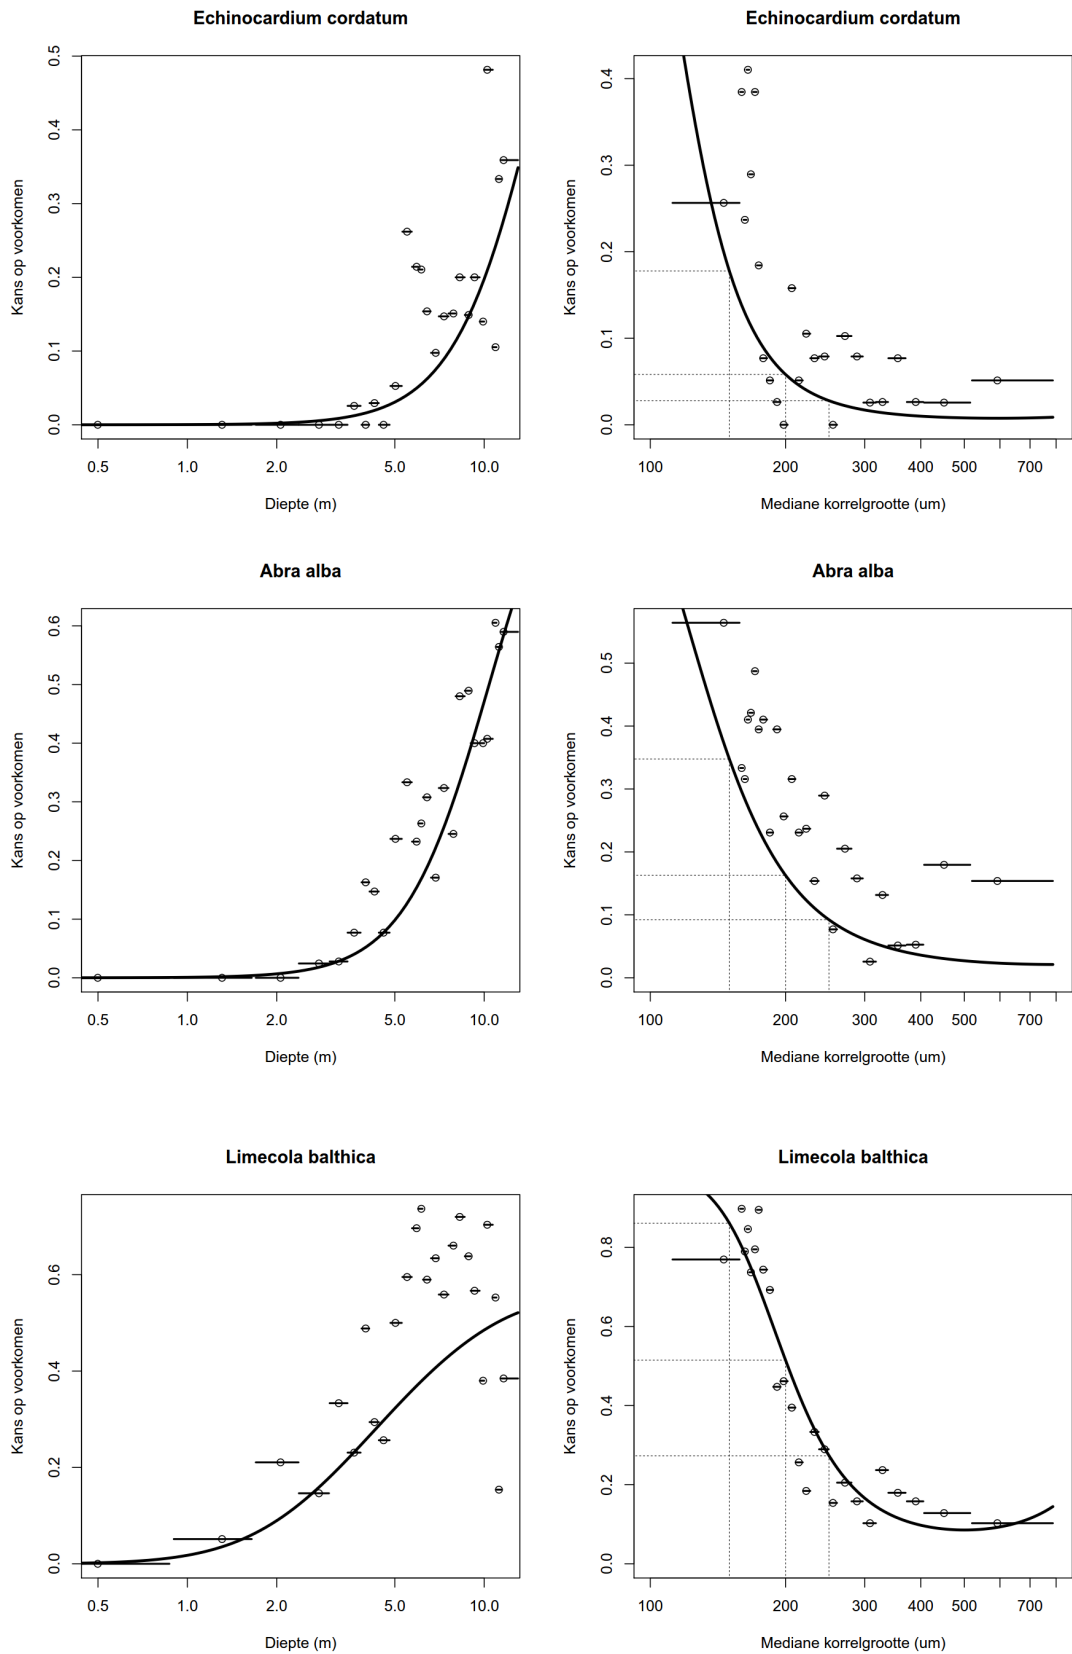 Echinocardium cordatum
Echinocardium cordatum
Kans op voorkomen
0.0 0.1 0.2 0.3 0.4 0.5
0.5 1.0 2.0 5.0 10.0
Diepte (m)
Kans op voorkomen
0.0 0.1 0.2 0.3 0.4
100 200 300 400 500 700
Mediane korrelgrootte (um)
Abra alba
Abra alba
Kans op voorkomen
0.0 0.1 0.2 0.3 0.4 0.5 0.6
0.5 1.0 2.0 5.0 10.0
Diepte (m)
Kans op voorkomen
0.0 0.1 0.2 0.3 0.4 0.5
100 200 300 400 500 700
Mediane korrelgrootte (um)
Limecola balthica
Limecola balthica
Kans op voorkomen
0.0 0.2 0.4 0.6
0.5 1.0 2.0 5.0 10.0
Diepte (m)
Kans op voorkomen
0.0 0.2 0.4 0.6 0.8
100 200 300 400 500 700
Mediane korrelgrootte (um)